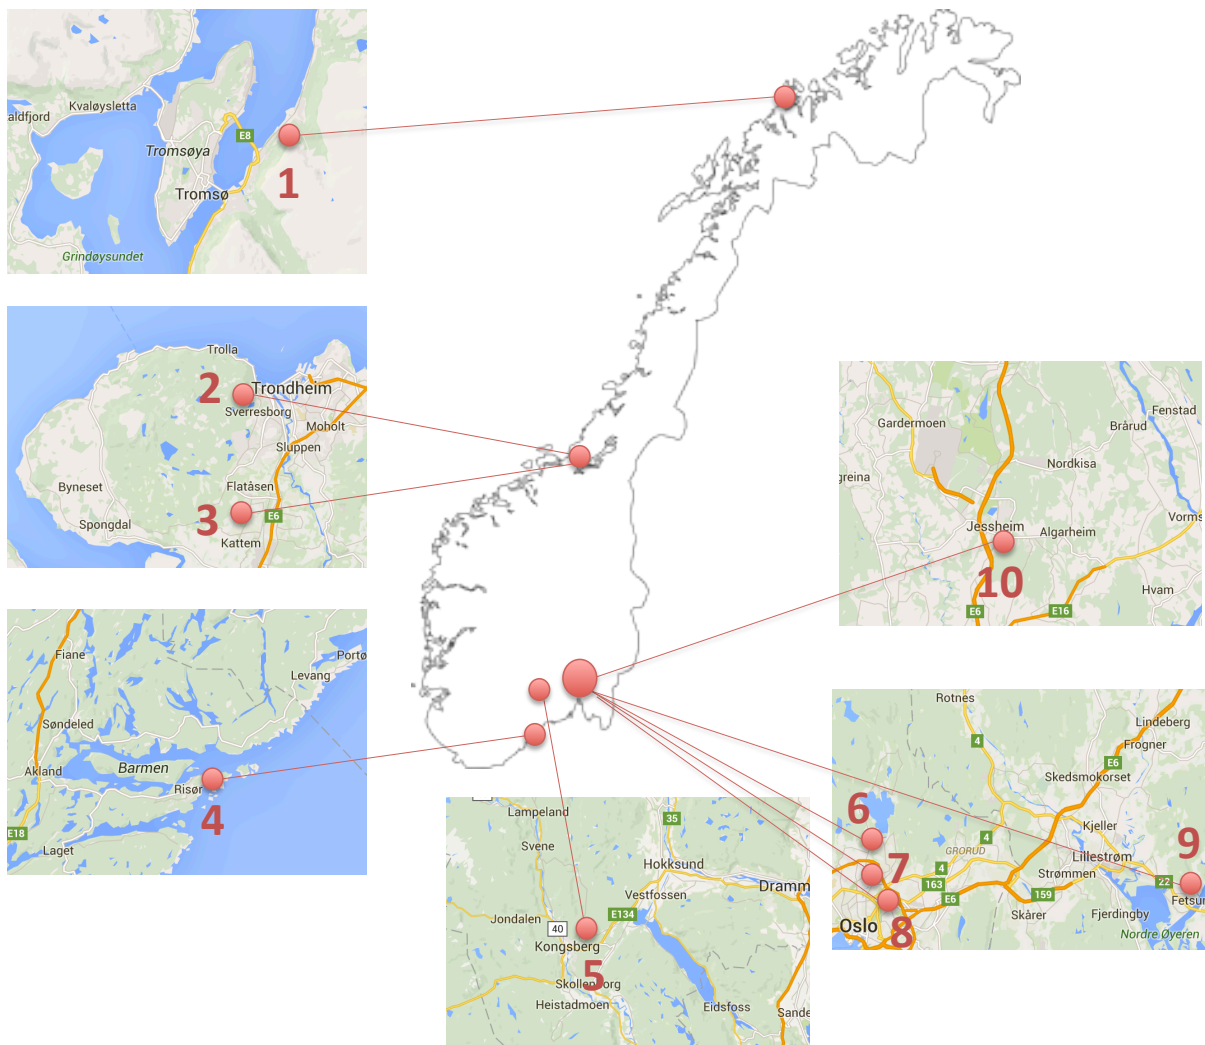 Kvaløysletta
aldfjord
E8
Tromsøya
1
Tromsø
Grindøysundet
Trolla
2
Trondheim
Sverresborg
Moholt
Sluppen
Byneset
Flatåsen
3
E6
Spongdal
Kattem
Fiane
Portø
Levang
Søndeled
Akland
Barmen
Risør
4
E18
Laget
Lampeland
35
Svene
Hokksund
Vestfossen
Dramm
Jondalen
E134
40
Kongsberg
5
Skollenborg
Heistadmoen
Eidsfoss
Sande
Fenstad
Gardermoen
Brårud
Nordkisa
greina
Vorms
Jessheim
Algarheim
10
Hvam
E6
E16
Rotnes
Lindeberg
4
Frogner
E6
Skedsmokorset
6
Kjeller
4
GRORUD
9
Lillestrøm
7
4
Strømmen
163
22
E6
159
Fetsun
Skårer
Fjerdingby
Oslo
8
Nordre Øyeren